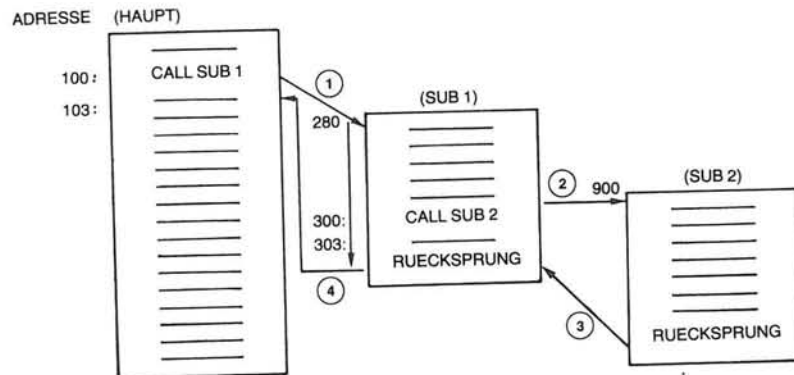 ADRESSE (HAUPT)
100: CALL SUB 1
103:
1
(SUB 1)
280
300: CALL SUB 2
303:
RUECKSPRUNG
4
2
900
(SUB 2)
3
RUECKSPRUNG